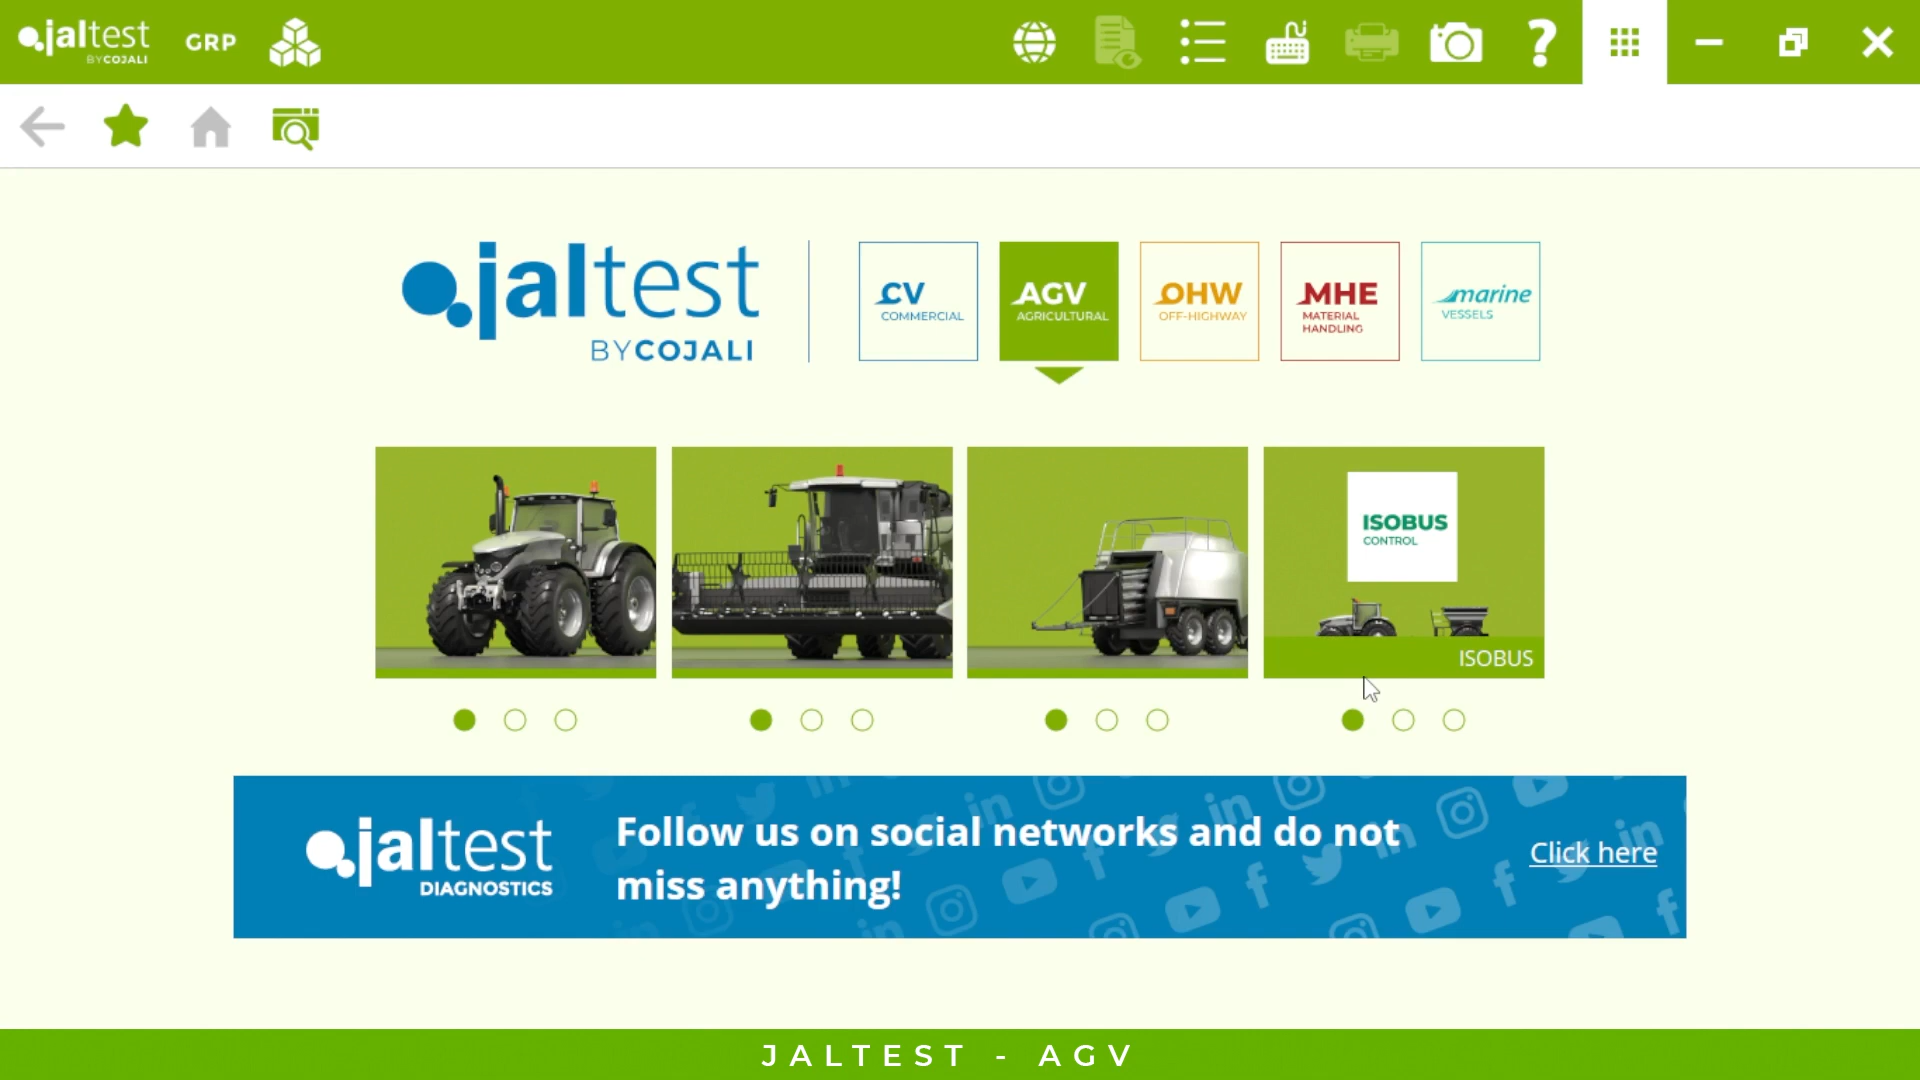 jaltest
BYCOJALI
GRP
jaltest
BYCOJALI
CV
COMMERCIAL
AGV
AGRICULTURAL
OHW
OFF-HIGHWAY
MHE
MATERIAL
HANDLING
marine
VESSELS
ISOBUS
CONTROL
ISOBUS
jaltest
DIAGNOSTICS
Follow us on social networks and do not
miss anything!
Click here
JALTEST - AGV